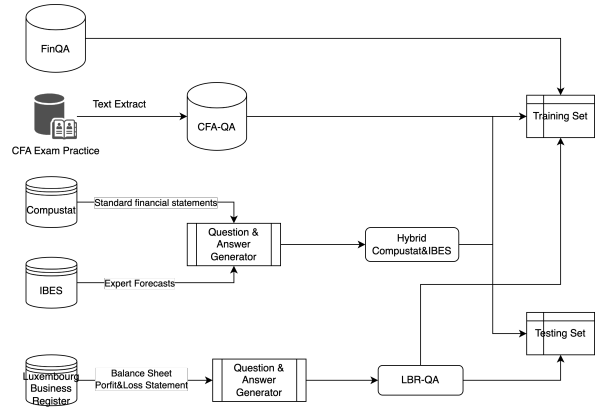 FinQA
Text Extract
CFA Exam Practice
CFA-QA
Training Set
Compustat
Standard financial statements
Question &
Answer
Generator
Hybrid
Compustat&IBES
IBES
Expert Forecasts
Testing Set
Luxembourg
Business
Register
Balance Sheet
Porfit&Loss Statement
Question &
Answer
Generator
LBR-QA